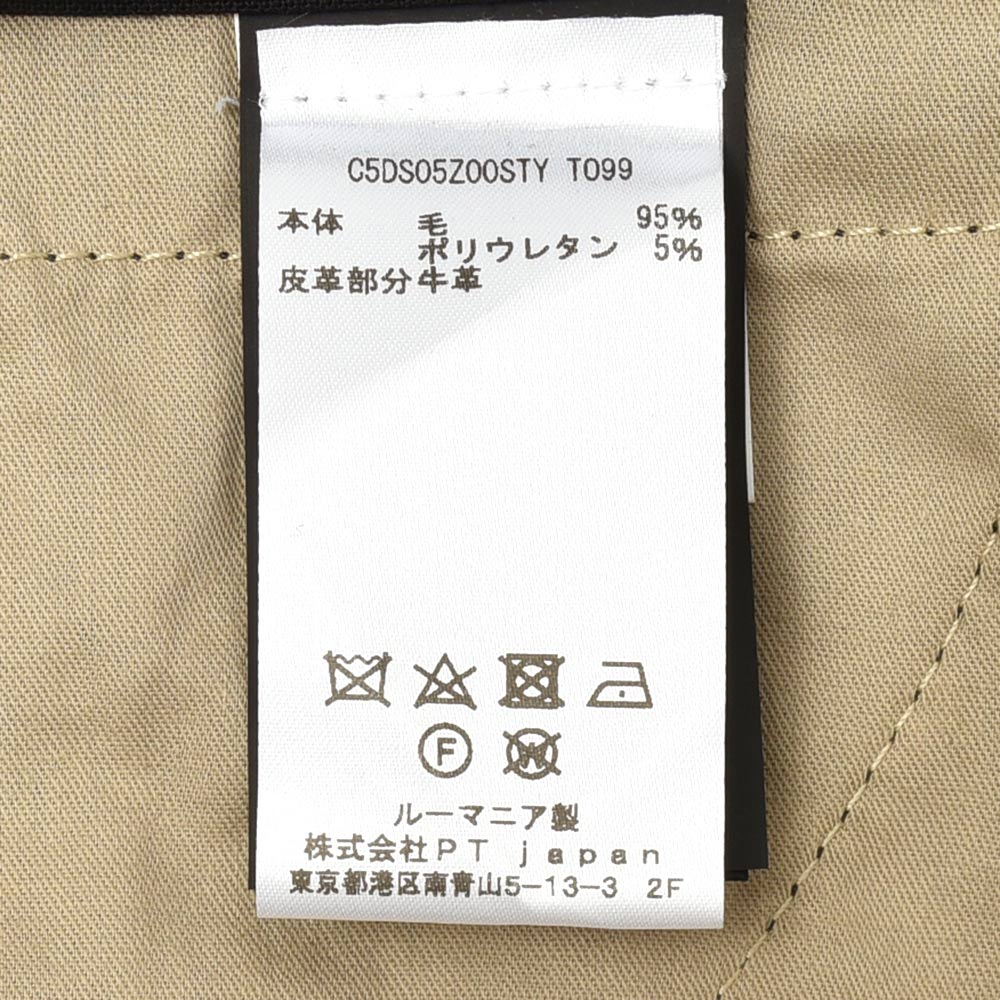 C5DS05Z00STY T099
本体 毛 95%
ポリウレタン 5%
皮革部分牛革
F W
ルーマニア製
株式会社PT japan
東京都港区南青山5-13-3 2F